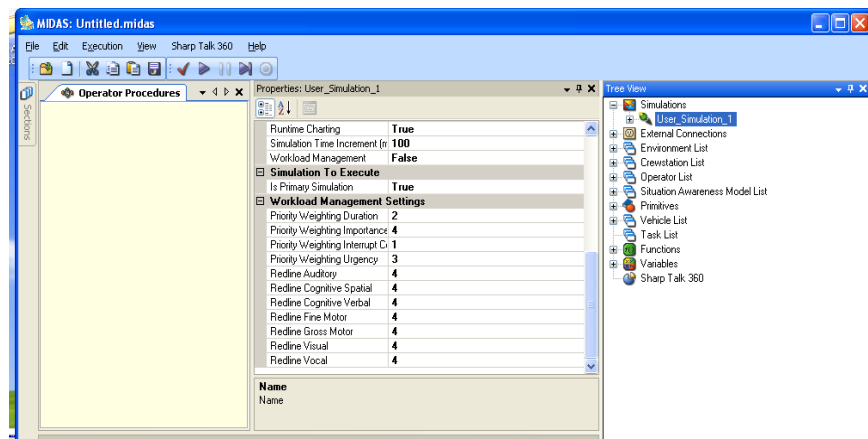 MIDAS: Untitled.midas
File Edit Execution View Sharp Talk 360 Help
Sections
Operator Procedures
Properties: User_Simulation_1
Runtime Charting True
Simulation Time Increment (m 100
Workload Management False
Simulation To Execute
Is Primary Simulation True
Workload Management Settings
Priority Weighting Duration 2
Priority Weighting Importance 4
Priority Weighting Interrupt C 1
Priority Weighting Urgency 3
Redline Auditory 4
Redline Cognitive Spatial 4
Redline Cognitive Verbal 4
Redline Fine Motor 4
Redline Gross Motor 4
Redline Visual 4
Redline Vocal 4
Name
Name
Tree View
Simulations
User_Simulation_1
External Connections
Environment List
Crewstation List
Operator List
Situation Awareness Model List
Primitives
Vehicle List
Task List
Functions
Variables
Sharp Talk 360